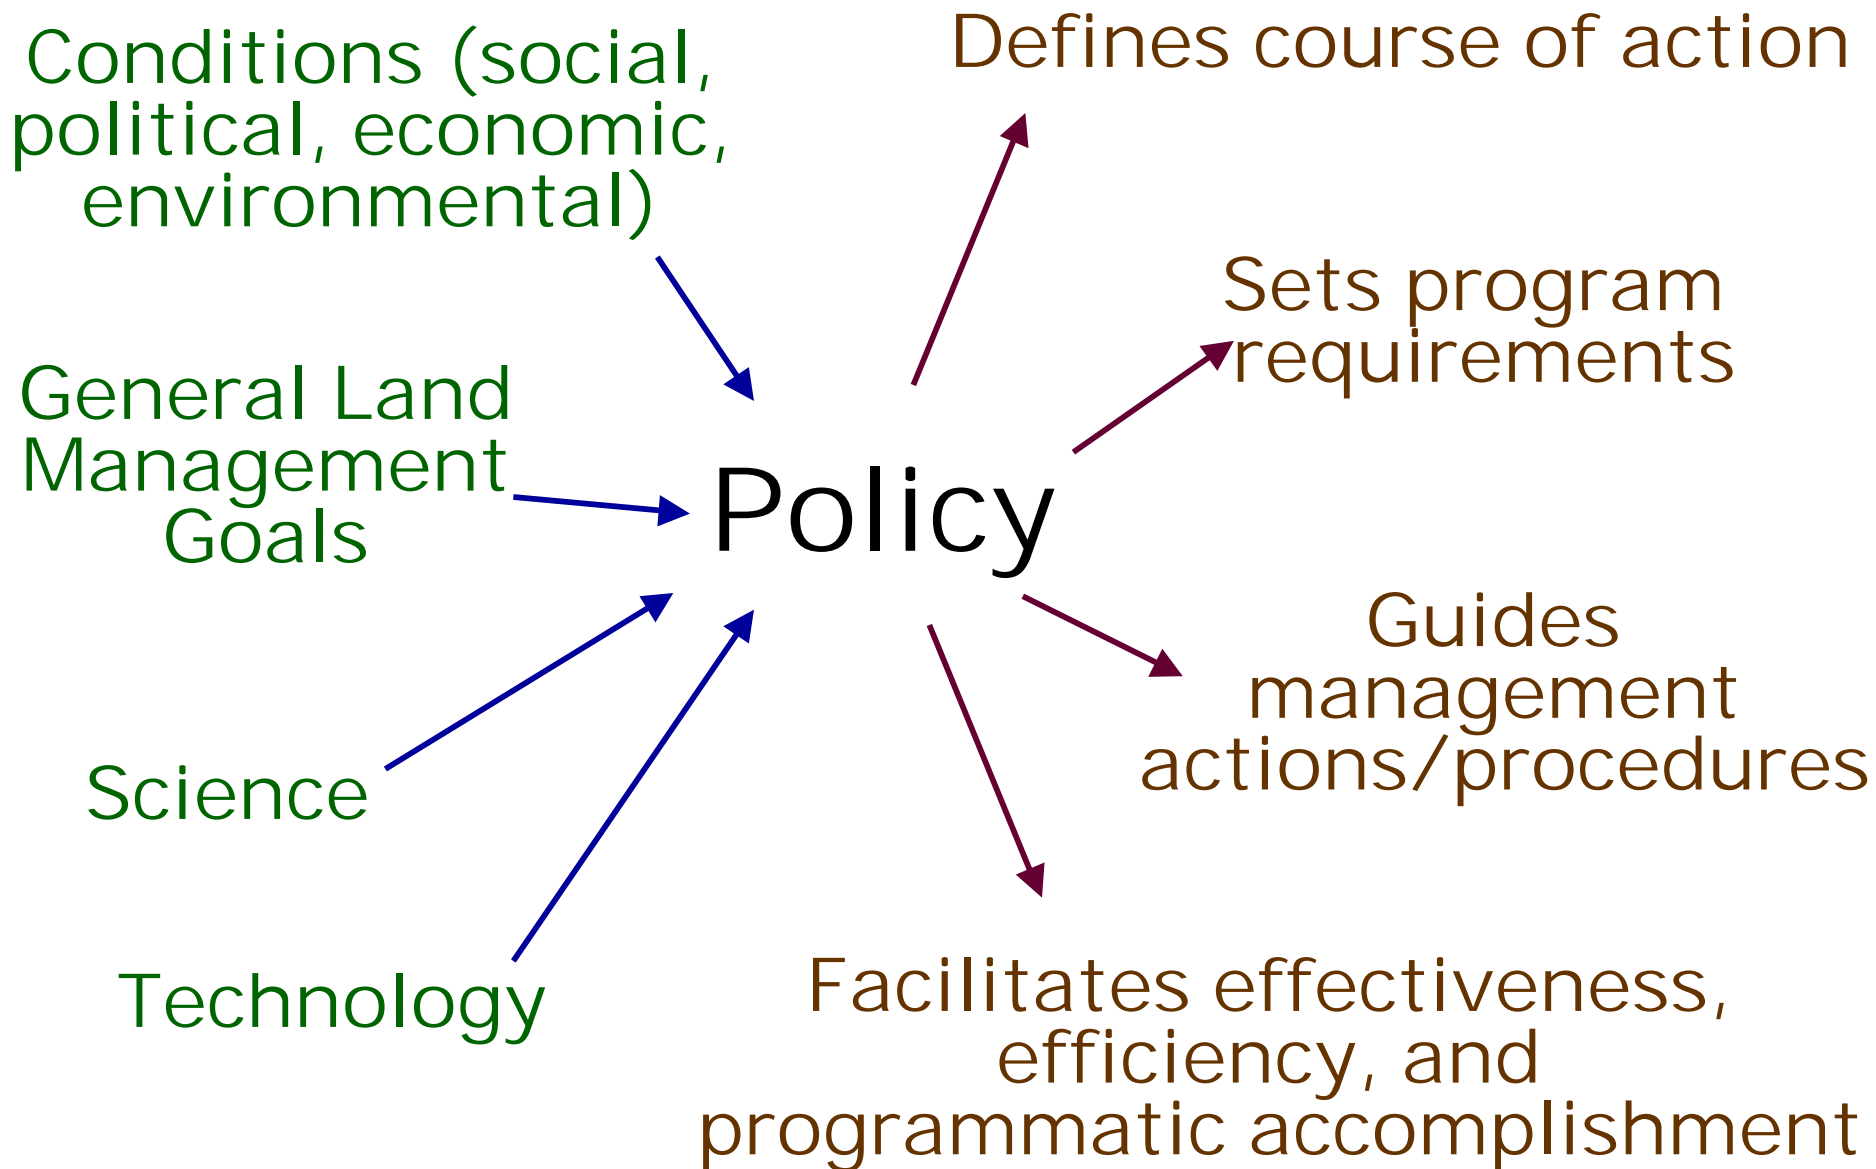 Conditions (social,
political, economic,
environmental)
General Land
Management
Goals
Science
Technology
Policy
Defines course of action
Sets program
requirements
Guides
management
actions/procedures
Facilitates effectiveness,
efficiency, and
programmatic accomplishment